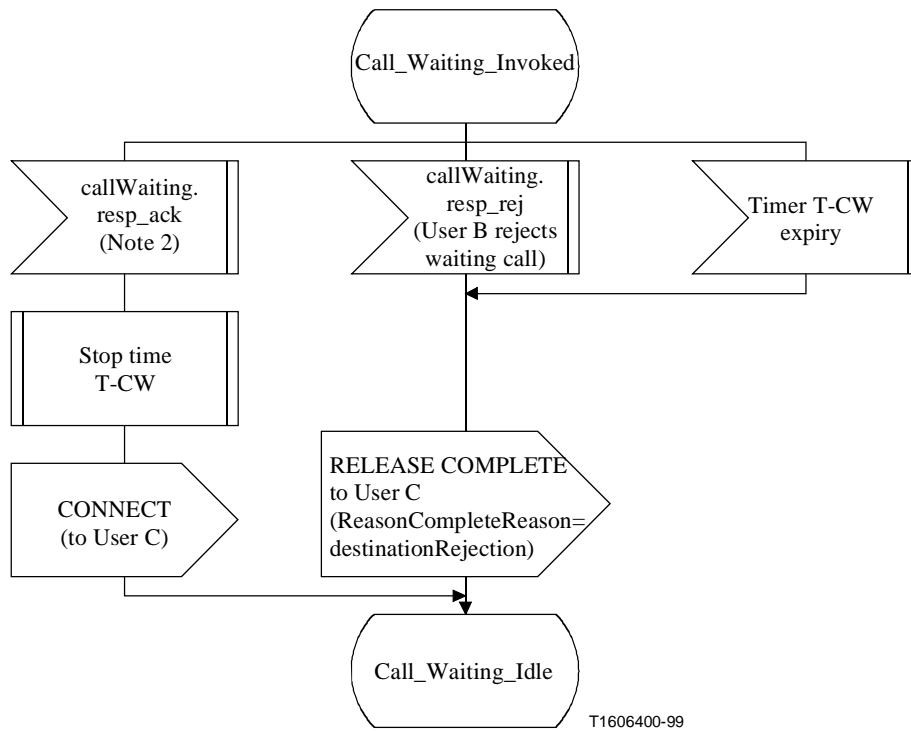 Call_Waiting_Invoked
callWaiting.
resp_ack
(Note 2)
callWaiting.
resp_rej
(User B rejects
waiting call)
Timer T-CW
expiry
Stop time
T-CW
CONNECT
(to User C)
RELEASE COMPLETE
to User C
(ReasonCompleteReason=
destinationRejection)
Call_Waiting_Idle
T1606400-99